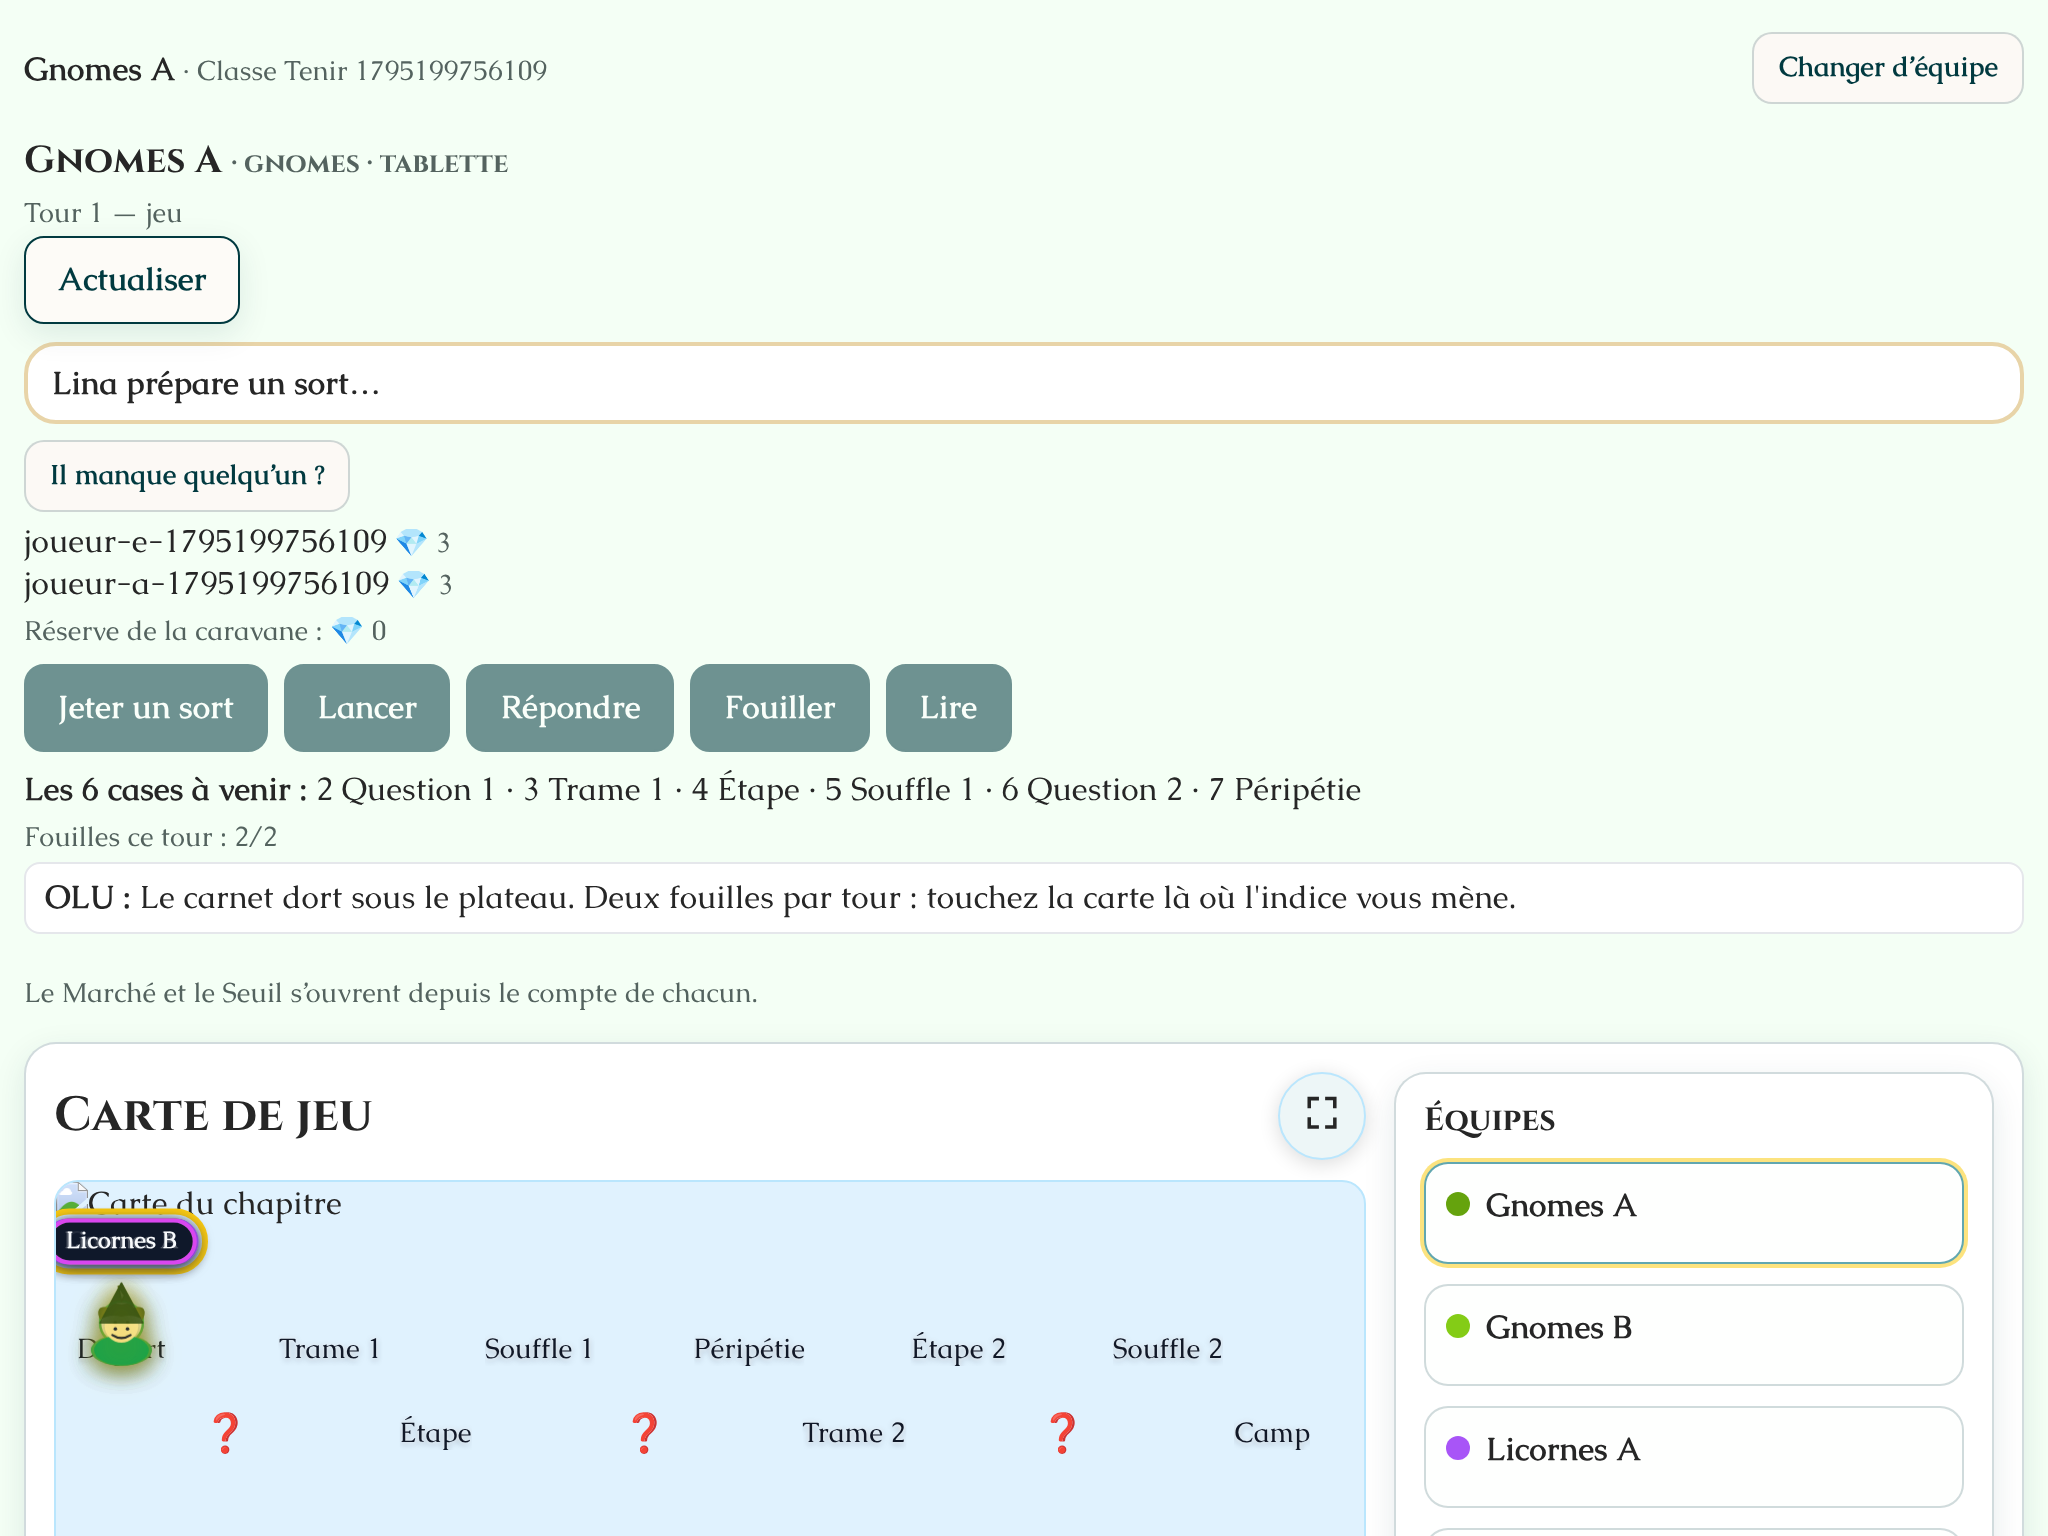 Gnomes A · Classe Tenir 1795199756109
Changer d’équipe
Gnomes A · gnomes · tablette
Tour 1 — jeu
Actualiser
Lina prépare un sort…
Il manque quelqu’un ?
joueur-e-1795199756109 💎 3
joueur-a-1795199756109 💎 3
Réserve de la caravane : 💎 0
Jeter un sort
Lancer
Répondre
Fouiller
Lire
Les 6 cases à venir : 2 Question 1 · 3 Trame 1 · 4 Étape · 5 Souffle 1 · 6 Question 2 · 7 Péripétie
Fouilles ce tour : 2/2
OLU : Le carnet dort sous le plateau. Deux fouilles par tour : touchez la carte là où l'indice vous mène.
Le Marché et le Seuil s’ouvrent depuis le compte de chacun.
Carte de jeu
Carte du chapitre
Licornes B
Trame 1
Souffle 1
Péripétie
Étape 2
Souffle 2
❓
Étape
❓
Trame 2
❓
Camp
Équipes
Gnomes A
Gnomes B
Licornes A